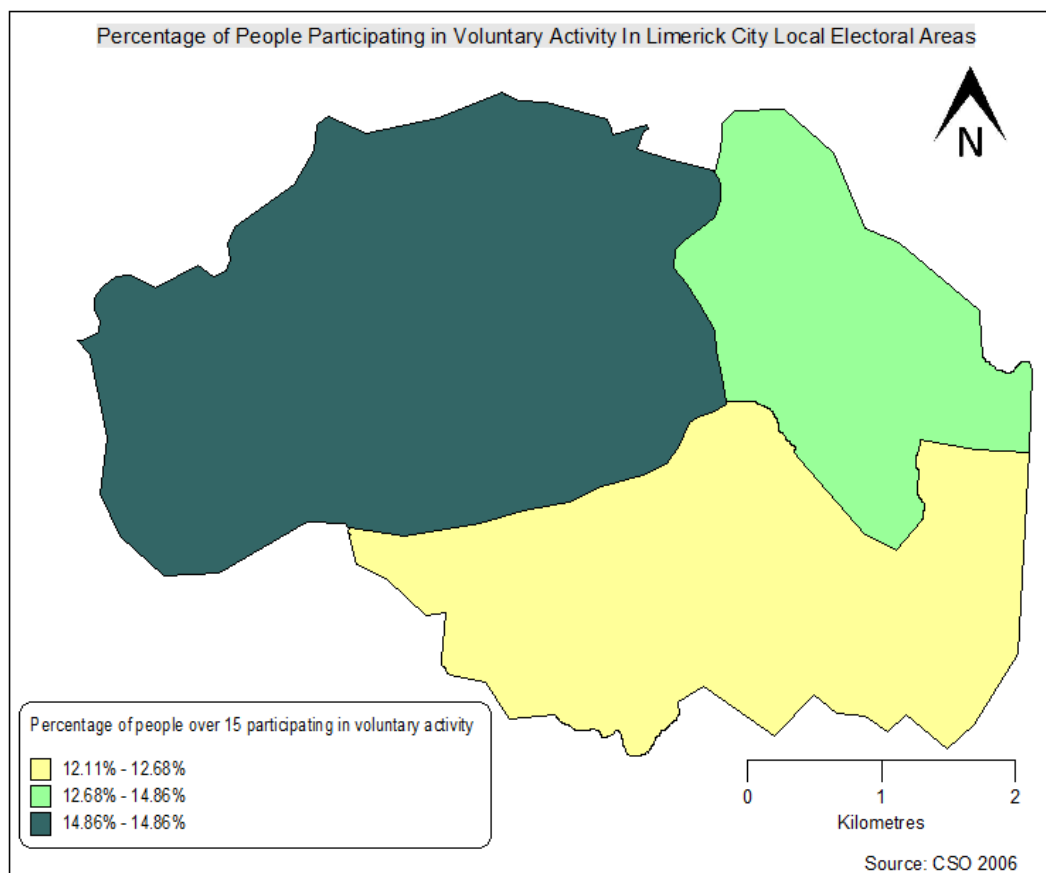 Percentage of People Participating in Voluntary Activity In Limerick City Local Electoral Areas
N
Percentage of people over 15 participating in voluntary activity
12.11% - 12.68%
12.68% - 14.86%
14.86% - 14.86%
0 1 2
Kilometres
Source: CSO 2006